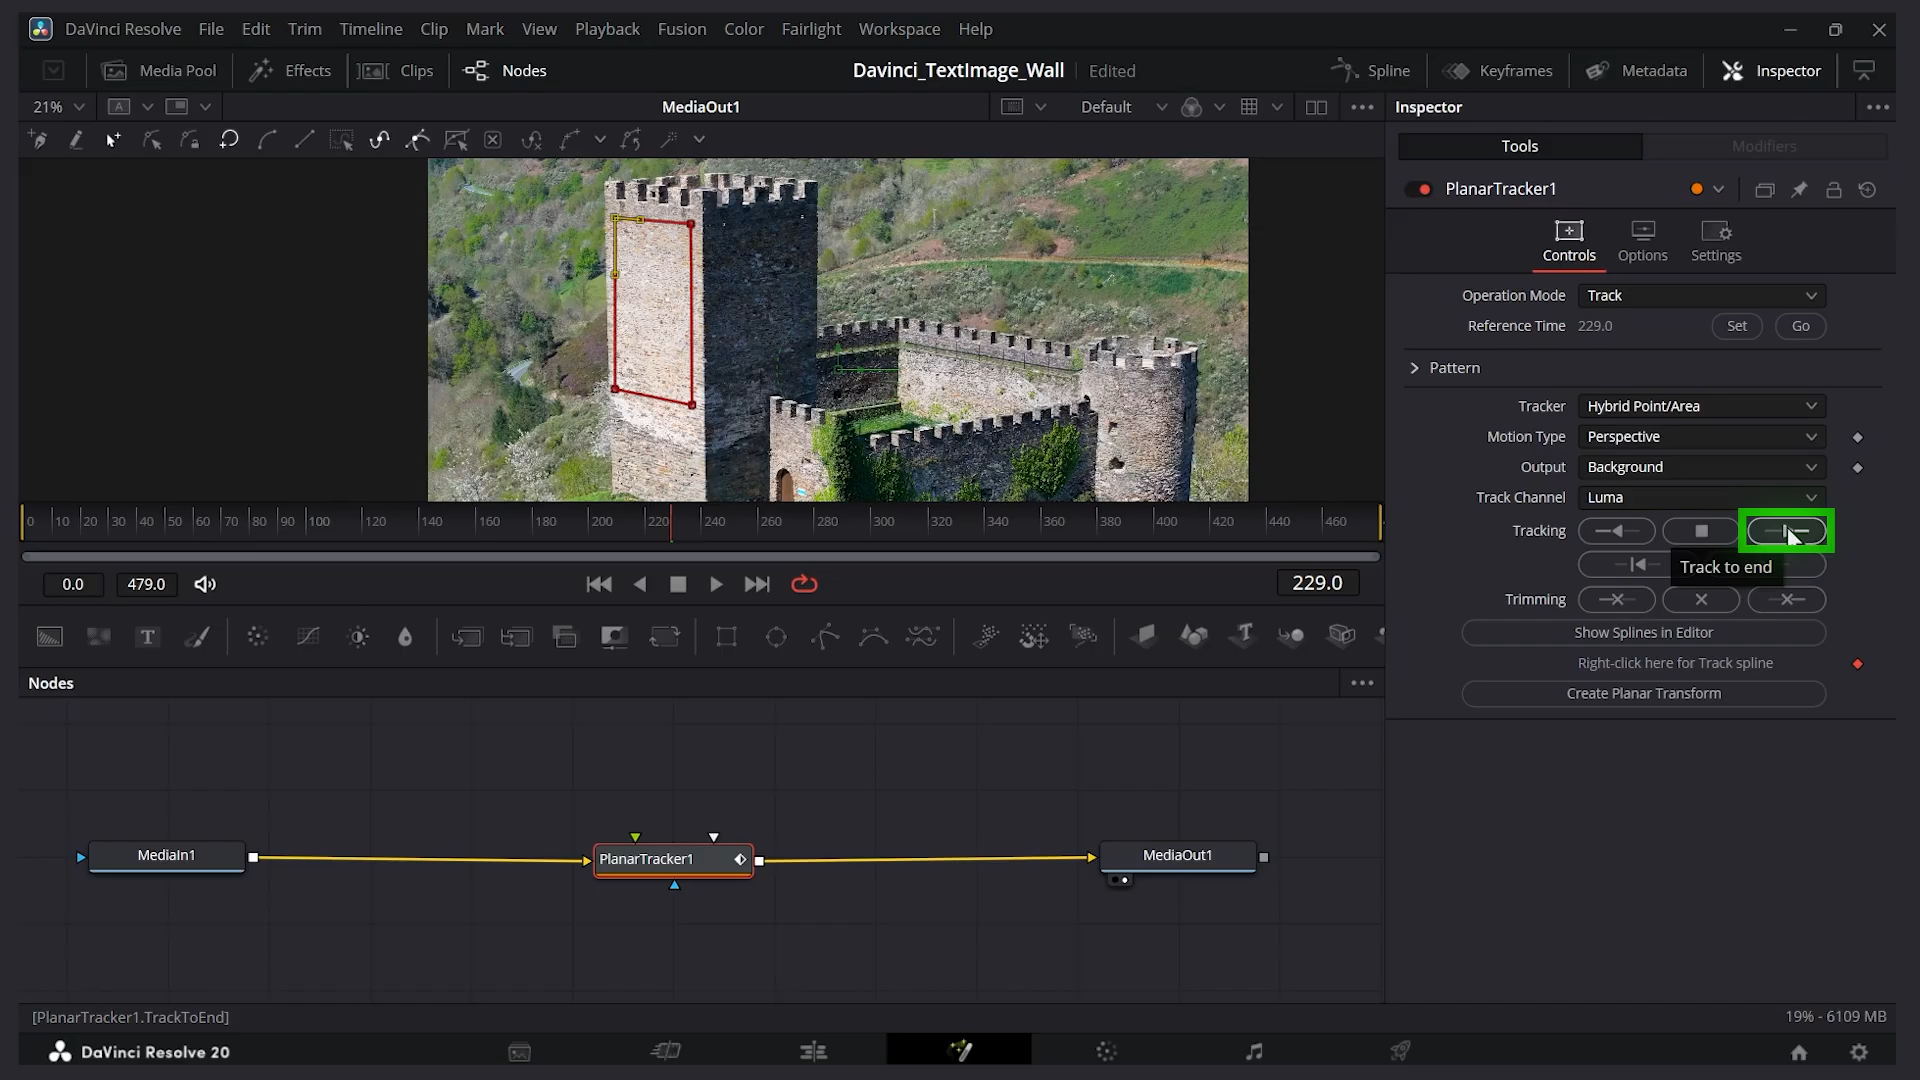 DaVinci Resolve File Edit Trim Timeline Clip Mark View Playback Fusion Color Fairlight Workspace Help
Media Pool Effects Clips Nodes Davinci_TextImage_Wall Edited Spline Keyframes Metadata Inspector
21% A MediaOut1 Default Inspector
Tools Modifiers
PlanarTracker1
Controls Options Settings
Operation Mode Track
Reference Time 229.0 Set Go
Pattern
Tracker Hybrid Point/Area
Motion Type Perspective
Output Background
Track Channel Luma
Tracking
Track to end
Trimming
Show Splines in Editor
Right-click here for Track spline
Create Planar Transform
0 10 20 30 40 50 60 70 80 90 100 120 140 160 180 200 220 240 260 280 300 320 340 360 380 400 420 440 460
0.0 479.0 229.0
T T
Nodes
MediaIn1 PlanarTracker1 MediaOut1
[PlanarTracker1.TrackToEnd] 19% - 6109 MB
DaVinci Resolve 20